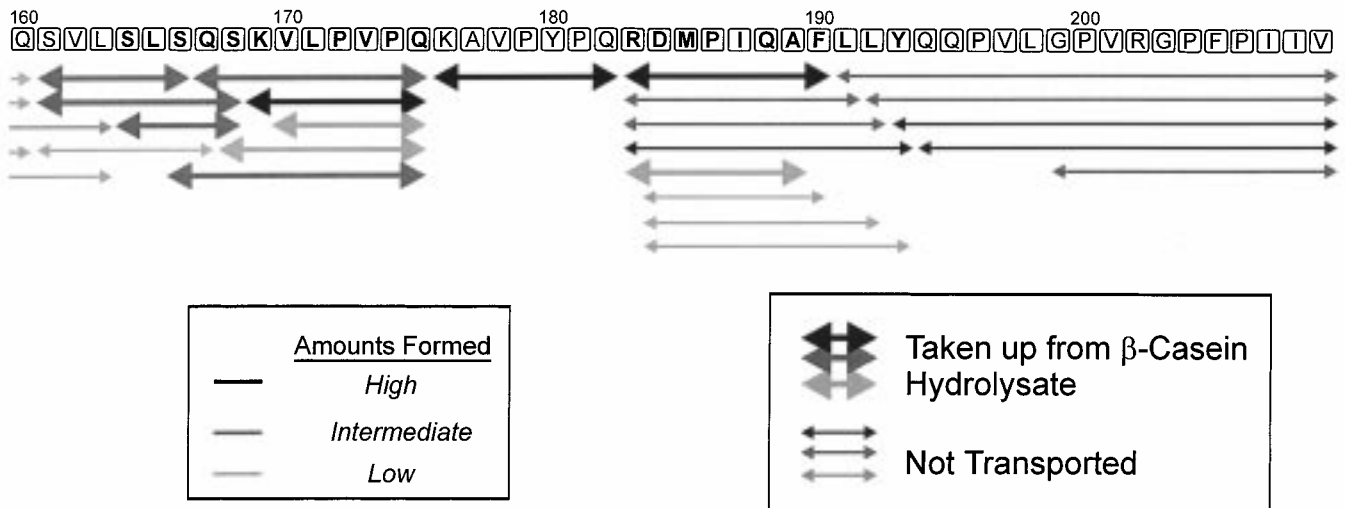 160 170 180 190 200
QSVLSLSQSKVLPVPQKAVPYPQRDMPIQAFLLYQQPVLGPVRGPFPIIV
Amounts Formed
High
Intermediate
Low
Taken up from β-Casein
Hydrolysate
Not Transported